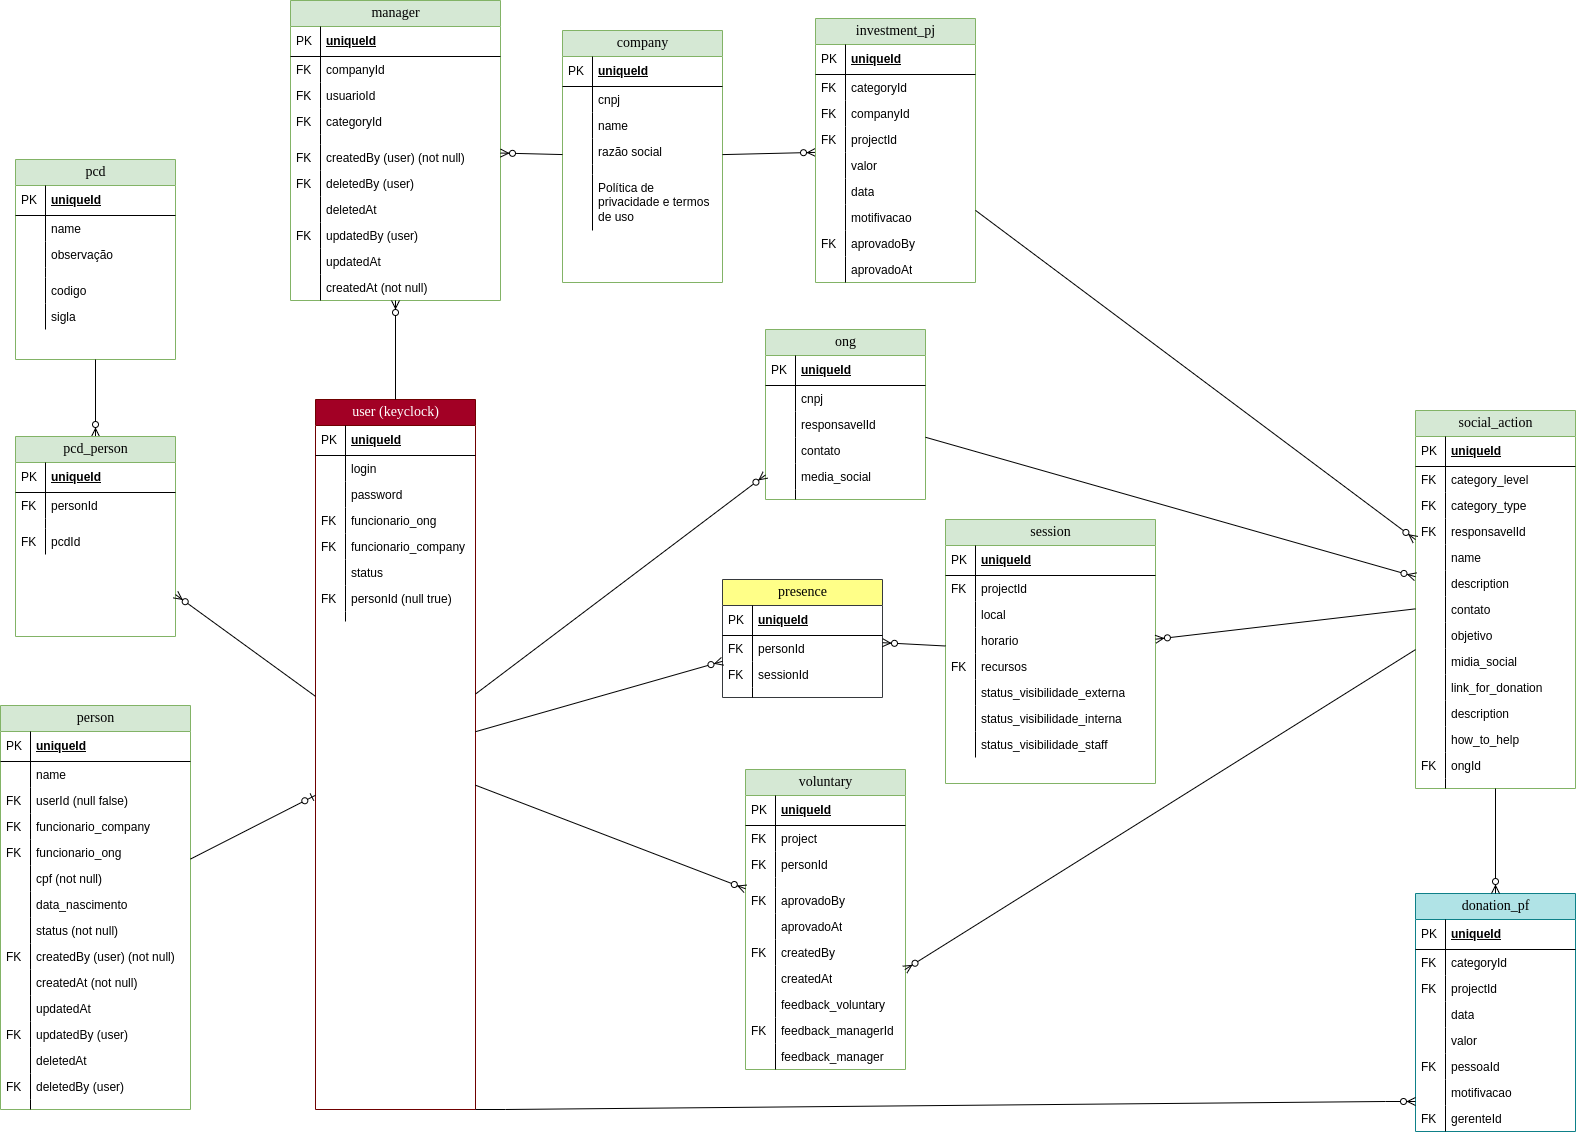 manager
PK uniqueId
FK companyId
FK usuarioId
FK categoryId
FK createdBy (user) (not null)
FK deletedBy (user)
deletedAt
FK updatedBy (user)
updatedAt
createdAt (not null)
company
PK uniqueId
cnpj
name
razão social
Política de
privacidade e termos
de uso
investment_pj
PK uniqueId
FK categoryId
FK companyId
FK projectId
valor
data
motifivacao
FK aprovadoBy
aprovadoAt
pcd
PK uniqueId
name
observação
codigo
sigla
pcd_person
PK uniqueId
FK personId
FK pcdId
user (keyclock)
PK uniqueId
login
password
FK funcionario_ong
FK funcionario_company
status
FK personId (null true)
ong
PK uniqueId
cnpj
responsavelId
contato
media_social
social_action
PK uniqueId
FK category_level
FK category_type
FK responsavelId
name
description
contato
objetivo
midia_social
link_for_donation
description
how_to_help
FK ongId
session
PK uniqueId
FK projectId
local
horario
FK recursos
status_visibilidade_externa
status_visibilidade_interna
status_visibilidade_staff
presence
PK uniqueId
FK personId
FK sessionId
person
PK uniqueId
name
FK userId (null false)
FK funcionario_company
FK funcionario_ong
cpf (not null)
data_nascimento
status (not null)
FK createdBy (user) (not null)
createdAt (not null)
updatedAt
FK updatedBy (user)
deletedAt
FK deletedBy (user)
voluntary
PK uniqueId
FK project
FK personId
FK aprovadoBy
aprovadoAt
FK createdBy
createdAt
feedback_voluntary
FK feedback_managerId
feedback_manager
donation_pf
PK uniqueId
FK categoryId
FK projectId
data
valor
FK pessoaId
motifivacao
FK gerenteId